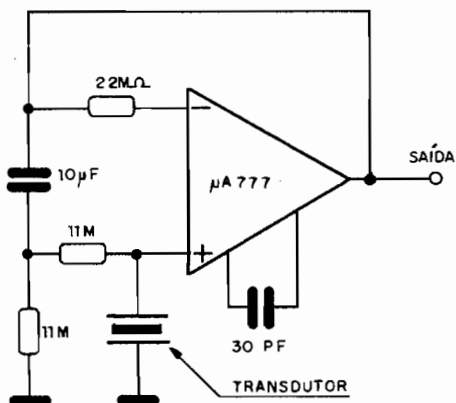 22MΩ
10µF
µA 777
SAÍDA
11M
11M
30 PF
TRANSDUTOR